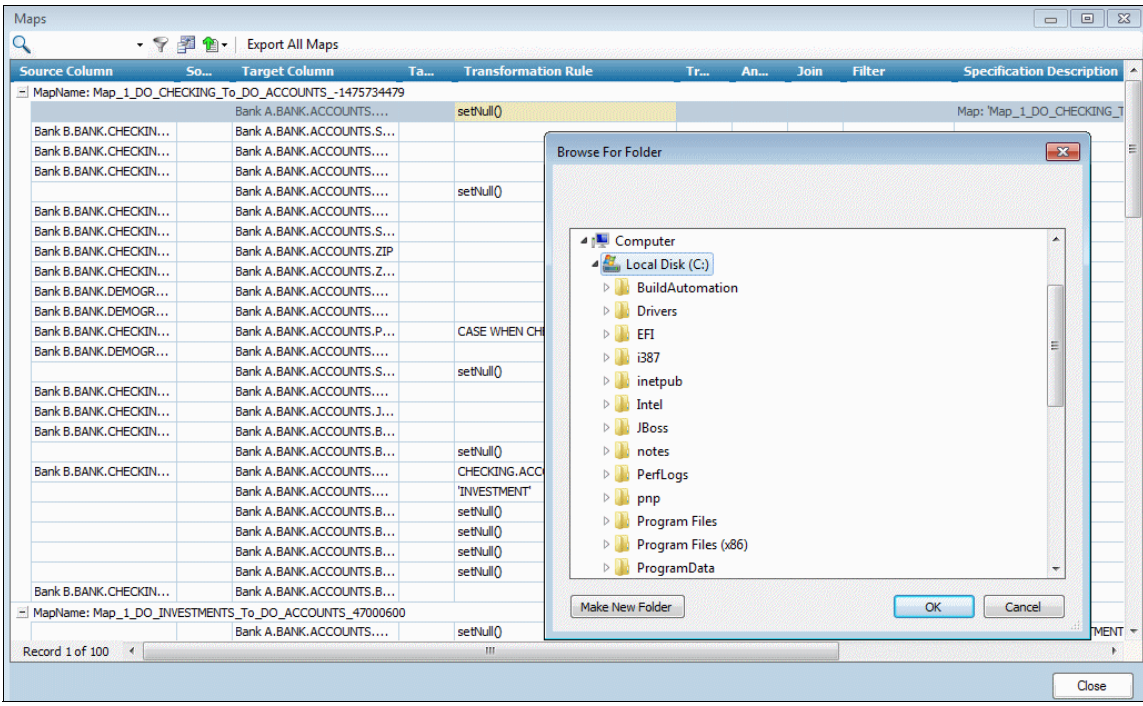 Maps
Export All Maps
Source Column So... Target Column Ta... Transformation Rule Tr... An... Join Filter Specification Description
MapName: Map_1_DO_CHECKING_To_DO_ACCOUNTS_-1475734479
Bank A.BANK.ACCOUNTS.... setNull() Map: 'Map_1_DO_CHECKING_T
Bank B.BANK.CHECKIN... Bank A.BANK.ACCOUNTS.S...
Bank B.BANK.CHECKIN... Bank A.BANK.ACCOUNTS....
Bank B.BANK.CHECKIN... Bank A.BANK.ACCOUNTS....
Bank A.BANK.ACCOUNTS.... setNull()
Bank B.BANK.CHECKIN... Bank A.BANK.ACCOUNTS....
Bank B.BANK.CHECKIN... Bank A.BANK.ACCOUNTS.S...
Bank B.BANK.CHECKIN... Bank A.BANK.ACCOUNTS.ZIP
Bank B.BANK.CHECKIN... Bank A.BANK.ACCOUNTS.Z...
Bank B.BANK.DEMOGR... Bank A.BANK.ACCOUNTS....
Bank B.BANK.DEMOGR... Bank A.BANK.ACCOUNTS....
Bank B.BANK.CHECKIN... Bank A.BANK.ACCOUNTS.P... CASE WHEN CHE
Bank B.BANK.DEMOGR... Bank A.BANK.ACCOUNTS....
Bank A.BANK.ACCOUNTS.S... setNull()
Bank B.BANK.CHECKIN... Bank A.BANK.ACCOUNTS....
Bank B.BANK.CHECKIN... Bank A.BANK.ACCOUNTS.J...
Bank B.BANK.CHECKIN... Bank A.BANK.ACCOUNTS.B...
Bank A.BANK.ACCOUNTS.B... setNull()
Bank B.BANK.CHECKIN... Bank A.BANK.ACCOUNTS.... CHECKING.ACCO
Bank A.BANK.ACCOUNTS.... 'INVESTMENT'
Bank A.BANK.ACCOUNTS.B... setNull()
Bank A.BANK.ACCOUNTS.B... setNull()
Bank A.BANK.ACCOUNTS.B... setNull()
Bank A.BANK.ACCOUNTS.B... setNull()
Bank B.BANK.CHECKIN... Bank A.BANK.ACCOUNTS.B...
MapName: Map_1_DO_INVESTMENTS_To_DO_ACCOUNTS_47000600
Bank A.BANK.ACCOUNTS.... setNull() TMENT
Record 1 of 100
Close
Browse For Folder
Computer
Local Disk (C:)
BuildAutomation
Drivers
EFI
i387
inetpub
Intel
JBoss
notes
PerfLogs
pnp
Program Files
Program Files (x86)
ProgramData
Make New Folder
OK
Cancel